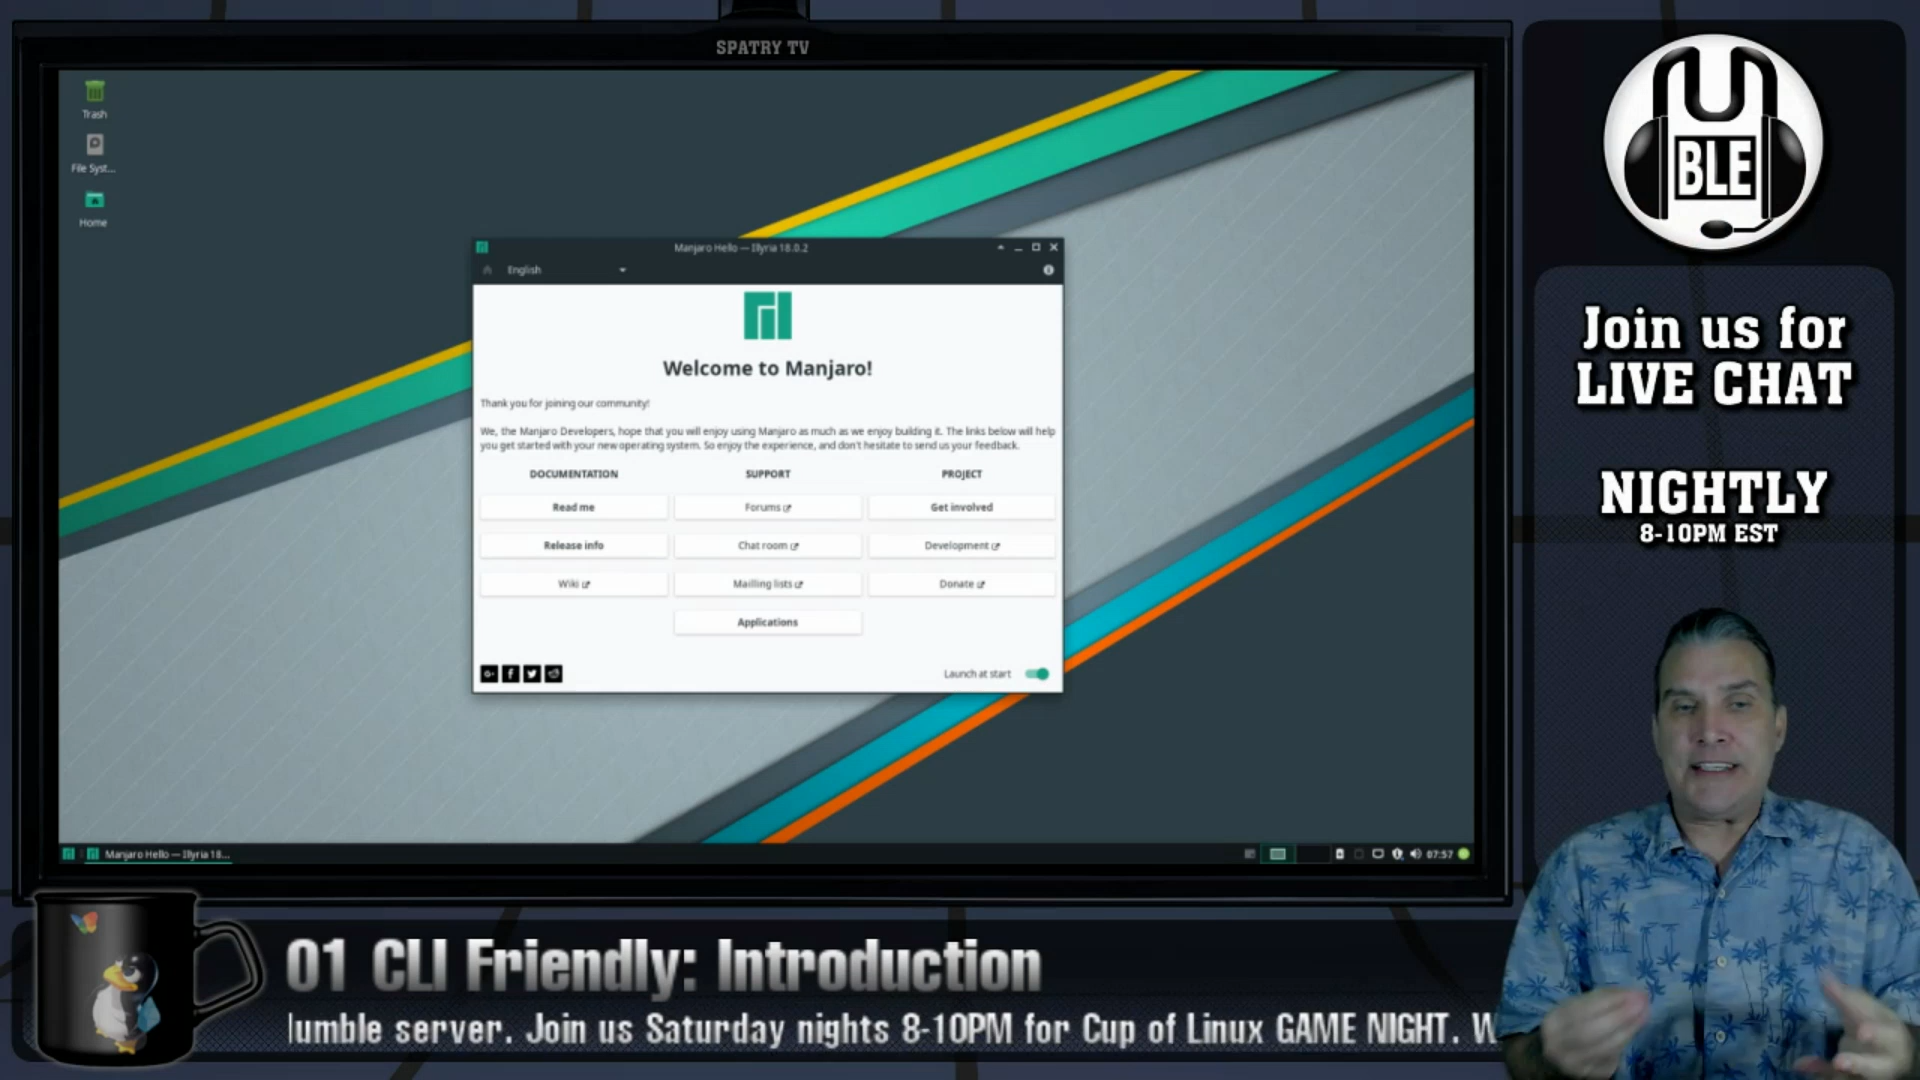 SPATRY TV
Trash
File Syst...
Home
Manjaro Hello — Illyria 18.0.2
English
Welcome to Manjaro!
Thank you for joining our community!
We, the Manjaro Developers, hope that you will enjoy using Manjaro as much as we enjoy building it. The links below will help
you get started with your new operating system. So enjoy the experience, and don't hesitate to send us your feedback.
DOCUMENTATION SUPPORT PROJECT
Read me Forums Get involved
Release info Chat room Development
Wiki Mailling lists Donate
Applications
Launch at start
Manjaro Hello — Illyria 18...
07:57
BLE
Join us for
LIVE CHAT
NIGHTLY
8-10PM EST
01 CLI Friendly: Introduction
lumble server. Join us Saturday nights 8-10PM for Cup of Linux GAME NIGHT. W